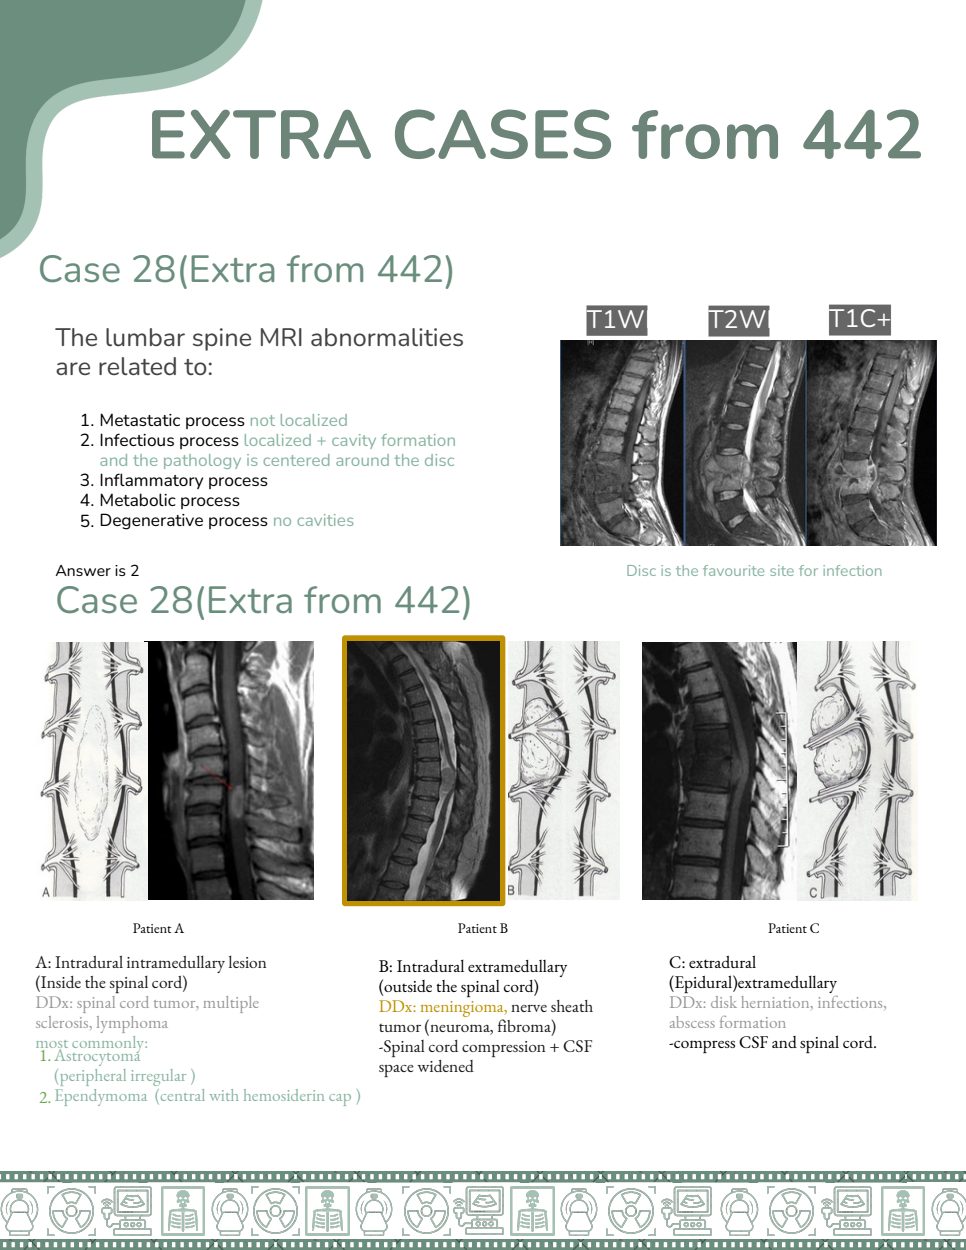 EXTRA CASES from 442
Case 28(Extra from 442)
The lumbar spine MRI abnormalities
are related to:
1. Metastatic process not localized
2. Infectious process localized + cavity formation
and the pathology is centered around the disc
3. Inflammatory process
4. Metabolic process
5. Degenerative process no cavities
Answer is 2
T1WI
T2WI
T1C+
Disc is the favourite site for infection
Case 28(Extra from 442)
A
B
C
Patient A
A: Intradural intramedullary lesion
(Inside the spinal cord)
DDx: spinal cord tumor, multiple
sclerosis, lymphoma
most commonly:
1. Astrocytoma
(peripheral irregular )
2. Ependymoma (central with hemosiderin cap )
Patient B
B: Intradural extramedullary
(outside the spinal cord)
DDx: meningioma, nerve sheath
tumor (neuroma, fibroma)
-Spinal cord compression + CSF
space widened
Patient C
C: extradural
(Epidural)extramedullary
DDx: disk herniation, infections,
abscess formation
-compress CSF and spinal cord.